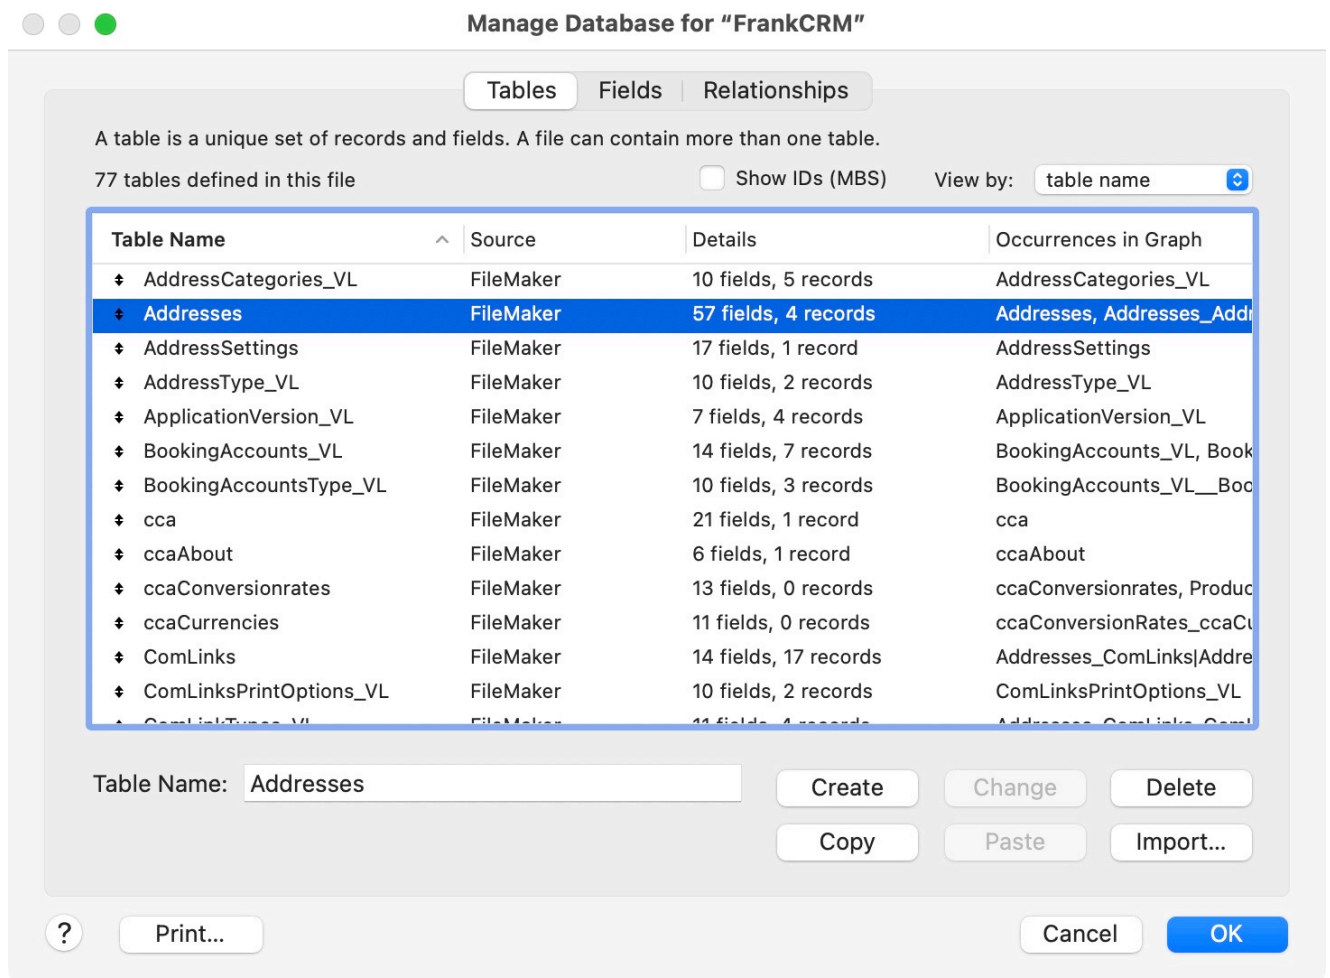 Manage Database for “FrankCRM”
Tables Fields Relationships
A table is a unique set of records and fields. A file can contain more than one table.
77 tables defined in this file Show IDs (MBS) View by: table name
Table Name Source Details Occurrences in Graph
AddressCategories_VL FileMaker 10 fields, 5 records AddressCategories_VL
Addresses FileMaker 57 fields, 4 records Addresses, Addresses_Addr
AddressSettings FileMaker 17 fields, 1 record AddressSettings
AddressType_VL FileMaker 10 fields, 2 records AddressType_VL
ApplicationVersion_VL FileMaker 7 fields, 4 records ApplicationVersion_VL
BookingAccounts_VL FileMaker 14 fields, 7 records BookingAccounts_VL, Book
BookingAccountsType_VL FileMaker 10 fields, 3 records BookingAccounts_VL__Boo
cca FileMaker 21 fields, 1 record cca
ccaAbout FileMaker 6 fields, 1 record ccaAbout
ccaConversionrates FileMaker 13 fields, 0 records ccaConversionrates, Produc
ccaCurrencies FileMaker 11 fields, 0 records ccaConversionRates_ccaCu
ComLinks FileMaker 14 fields, 17 records Addresses_ComLinks|Addre
ComLinksPrintOptions_VL FileMaker 10 fields, 2 records ComLinksPrintOptions_VL
ComLinkTypes_VL FileMaker 11 fields, 4 records Addresses_ComLinks_ComL
Table Name: Addresses
Create Change Delete
Copy Paste Import...
? Print... Cancel OK